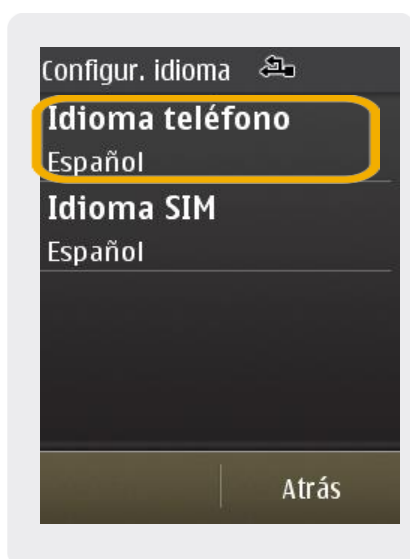 Configur. idioma
Idioma teléfono
Español
Idioma SIM
Español
Atrás